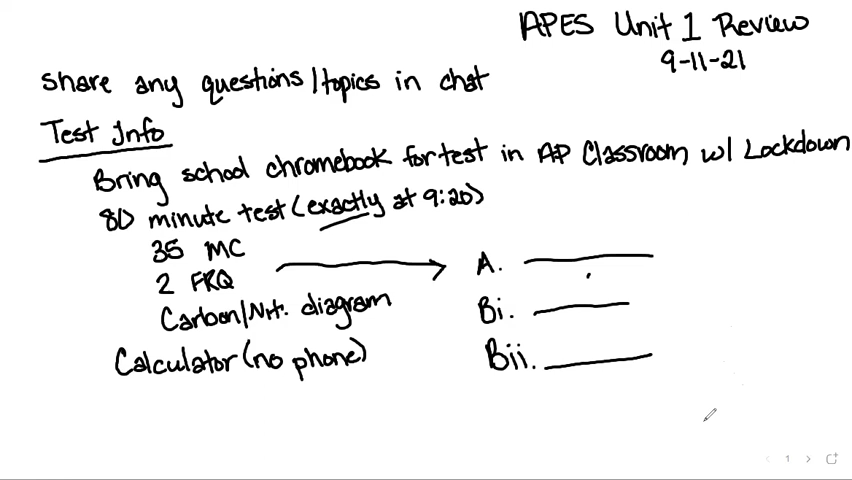 APES Unit 1 Review
9-11-21
share any questions/topics in chat
Test Info
Bring school chromebook for test in AP Classroom w/ Lockdown
80 minute test (exactly at 9:20)
35 MC
2 FRQ
A.
Carbon/Nit. diagram
Bi.
Calculator (no phone)
Bii.
1